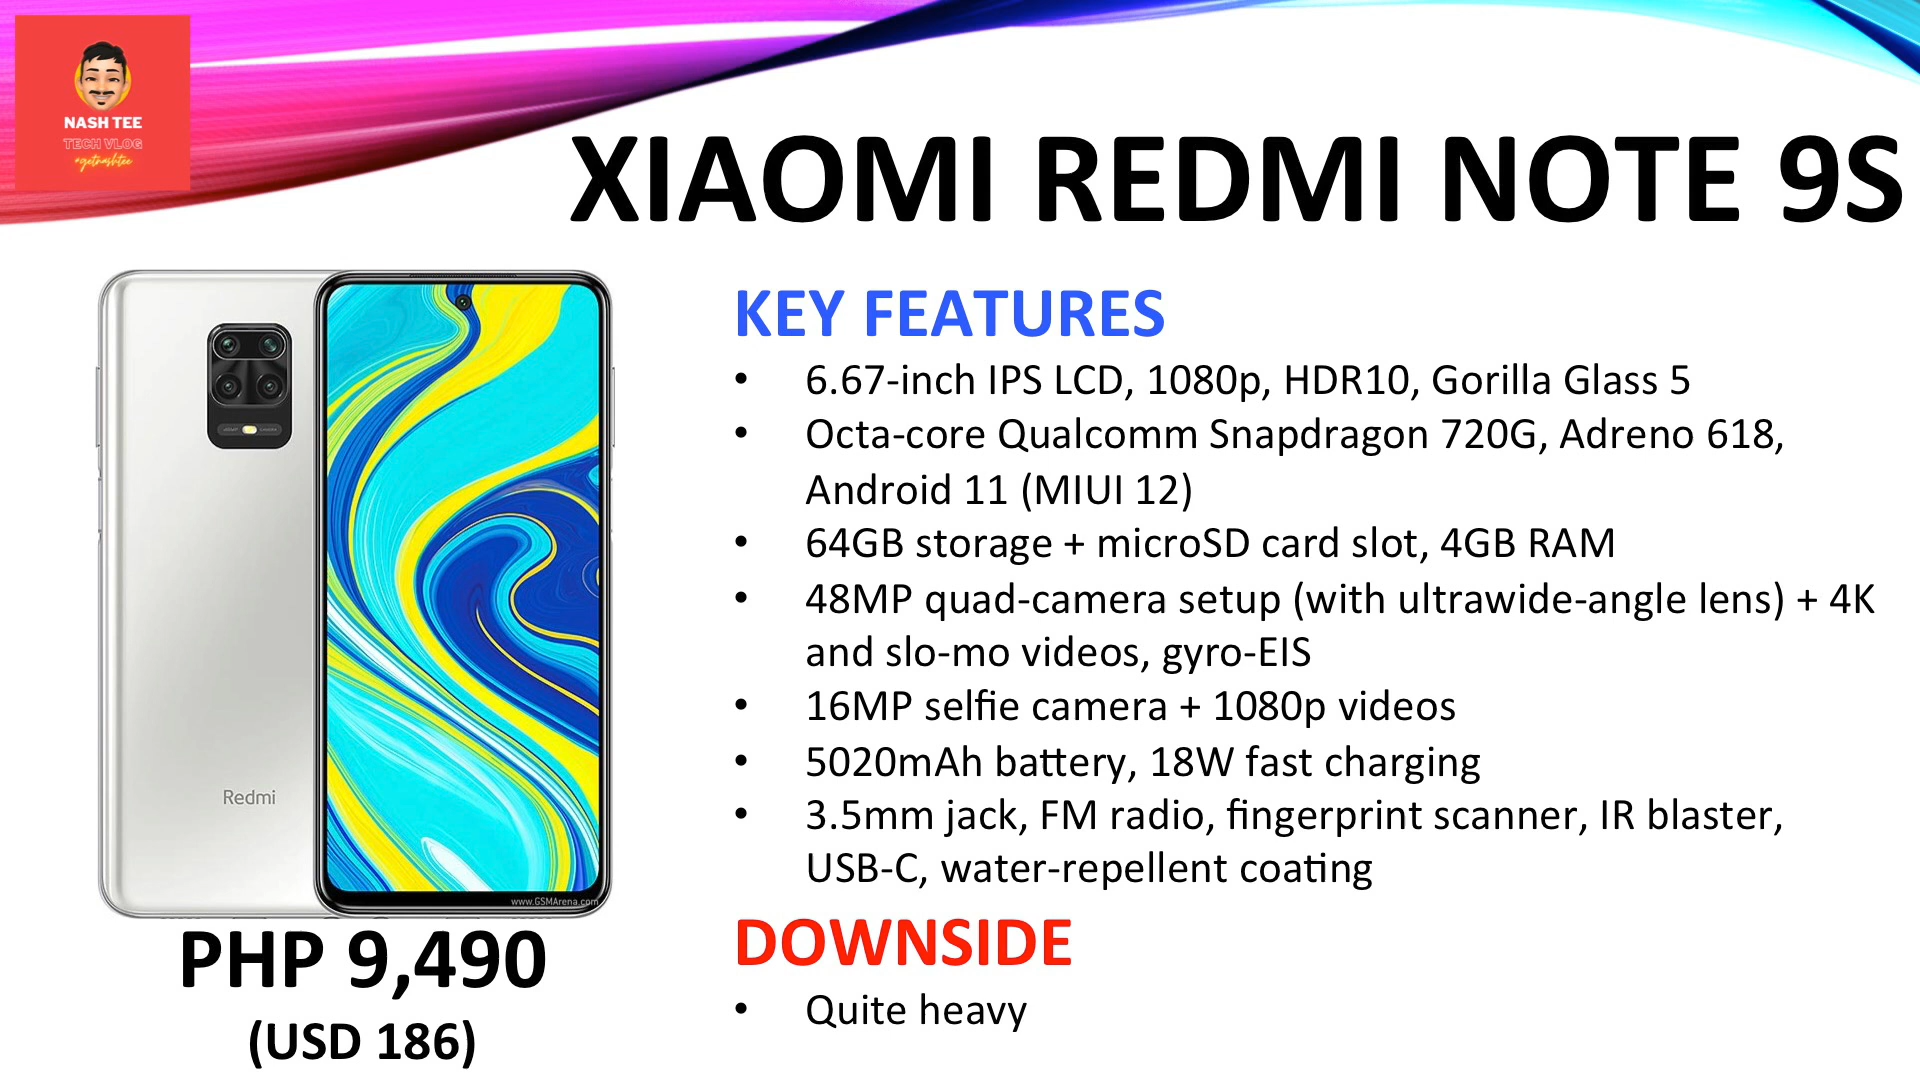 NASH TEE
TECH VLOG
#getnashtee
XIAOMI REDMI NOTE 9S
Redmi
www.GSMArena.com
PHP 9,490
(USD 186)
KEY FEATURES
• 6.67-inch IPS LCD, 1080p, HDR10, Gorilla Glass 5
• Octa-core Qualcomm Snapdragon 720G, Adreno 618,
Android 11 (MIUI 12)
• 64GB storage + microSD card slot, 4GB RAM
• 48MP quad-camera setup (with ultrawide-angle lens) + 4K
and slo-mo videos, gyro-EIS
• 16MP selfie camera + 1080p videos
• 5020mAh battery, 18W fast charging
• 3.5mm jack, FM radio, fingerprint scanner, IR blaster,
USB-C, water-repellent coating
DOWNSIDE
• Quite heavy